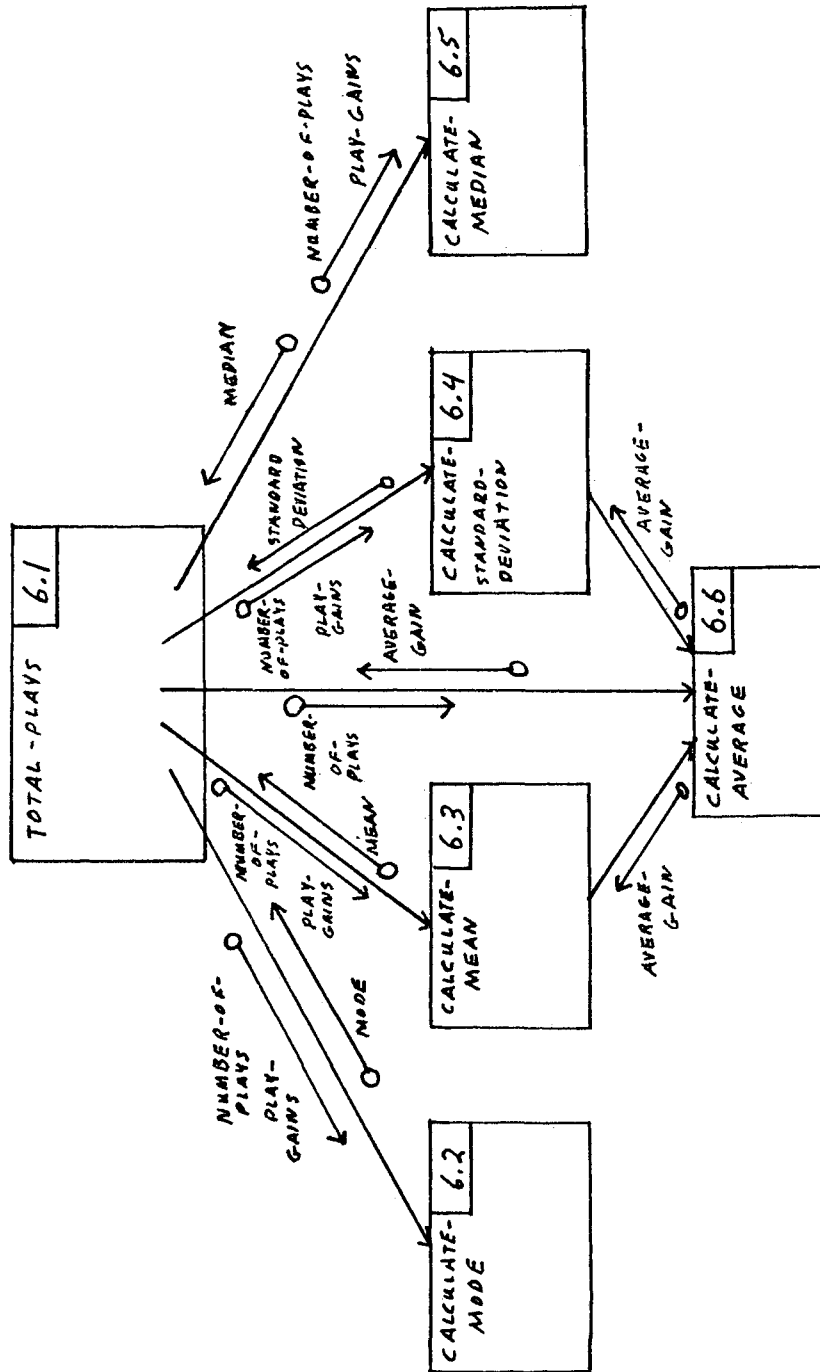 TOTAL-PLAYS
6.1
NUMBER-OF-
PLAYS
PLAY-
GAINS
MODE
NUMBER-
OF-
PLAYS
PLAY-
GAINS
MEAN
NUMBER-
OF-
PLAYS
AVERAGE-
GAIN
NUMBER-
OF-PLAYS
PLAY-
GAINS
STANDARD
DEVIATION
MEDIAN
NUMBER-OF-PLAYS
PLAY-GAINS
CALCULATE-
MODE
6.2
CALCULATE-
MEAN
6.3
CALCULATE-
STANDARD-
DEVIATION
6.4
CALCULATE-
MEDIAN
6.5
AVERAGE-
GAIN
AVERAGE-
GAIN
CALCULATE-
AVERAGE
6.6